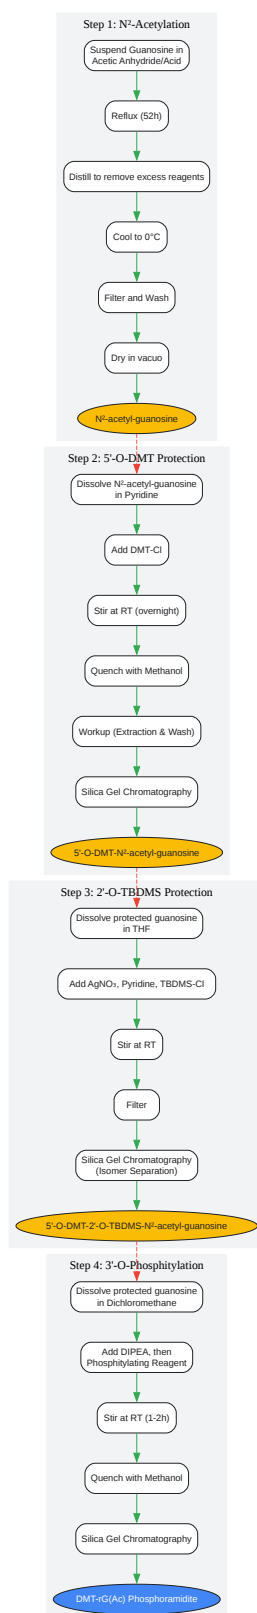 Step 1: N²-Acetylation
Suspend Guanosine in
Acetic Anhydride/Acid
Reflux (52h)
Distill to remove excess reagents
Cool to 0°C
Filter and Wash
Dry in vacuo
N²-acetyl-guanosine
Step 2: 5'-O-DMT Protection
Dissolve N²-acetyl-guanosine
in Pyridine
Add DMT-Cl
Stir at RT (overnight)
Quench with Methanol
Workup (Extraction & Wash)
Silica Gel Chromatography
5'-O-DMT-N²-acetyl-guanosine
Step 3: 2'-O-TBDMS Protection
Dissolve protected guanosine
in THF
Add AgNO₃, Pyridine, TBDMS-Cl
Stir at RT
Filter
Silica Gel Chromatography
(Isomer Separation)
5'-O-DMT-2'-O-TBDMS-N²-acetyl-guanosine
Step 4: 3'-O-Phosphitylation
Dissolve protected guanosine
in Dichloromethane
Add DIPEA, then
Phosphitylating Reagent
Stir at RT (1-2h)
Quench with Methanol
Silica Gel Chromatography
DMT-rG(Ac) Phosphoramidite